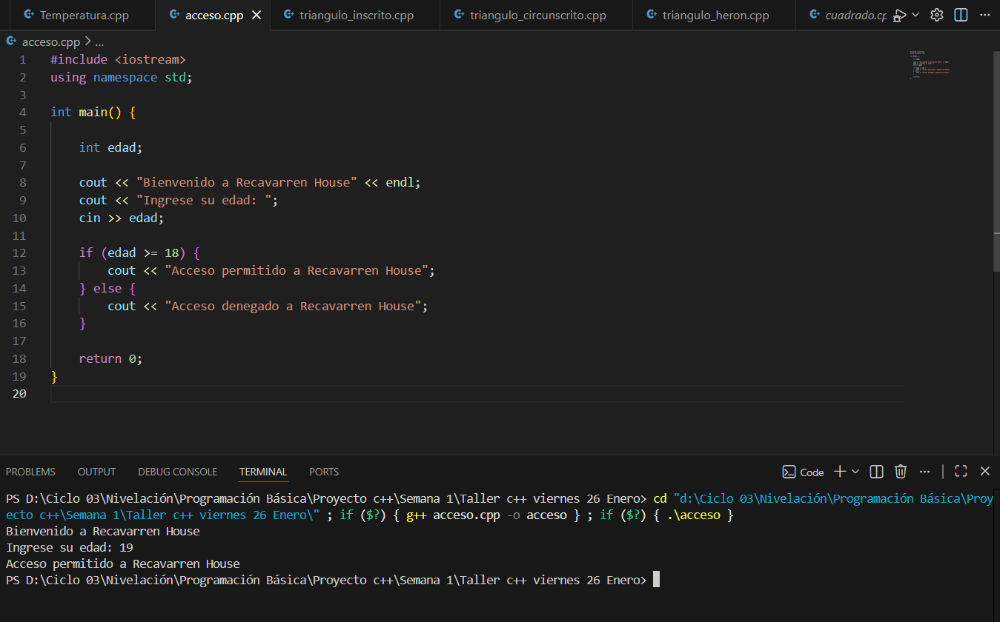 Temperatura.cpp acceso.cpp triangulo_inscrito.cpp triangulo_circunscrito.cpp triangulo_heron.cpp cuadrado.cp
acceso.cpp > ...
1 #include <iostream>
2 using namespace std;
3
4 int main() {
5
6 int edad;
7
8 cout << "Bienvenido a Recavarren House" << endl;
9 cout << "Ingrese su edad: ";
10 cin >> edad;
11
12 if (edad >= 18) {
13 cout << "Acceso permitido a Recavarren House";
14 } else {
15 cout << "Acceso denegado a Recavarren House";
16 }
17
18 return 0;
19 }
20
PROBLEMS OUTPUT DEBUG CONSOLE TERMINAL PORTS Code
PS D:\Ciclo 03\Nivelación\Programación Básica\Proyecto c++\Semana 1\Taller c++ viernes 26 Enero> cd "d:\Ciclo 03\Nivelación\Programación Básica\Proy
ecto c++\Semana 1\Taller c++ viernes 26 Enero\" ; if ($?) { g++ acceso.cpp -o acceso } ; if ($?) { .\acceso }
Bienvenido a Recavarren House
Ingrese su edad: 19
Acceso permitido a Recavarren House
PS D:\Ciclo 03\Nivelación\Programación Básica\Proyecto c++\Semana 1\Taller c++ viernes 26 Enero>